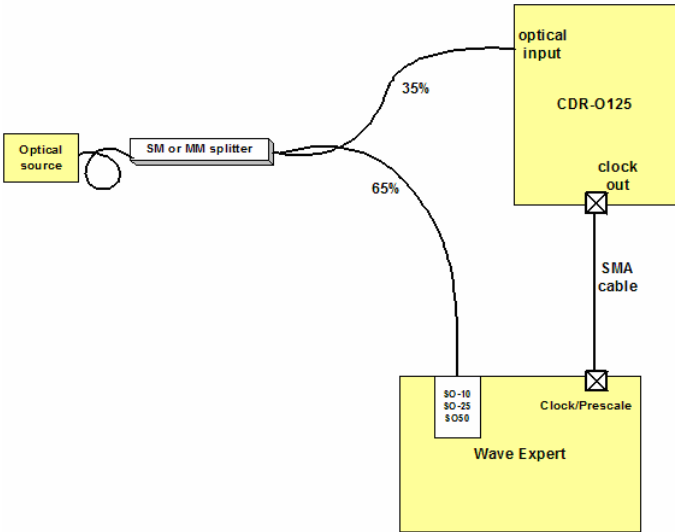 optical
input
CDR-O125
35%
Optical
source
SM or MM splitter
clock
out
65%
SMA
cable
SO-10
SO-25
SO50
Clock/Prescale
Wave Expert